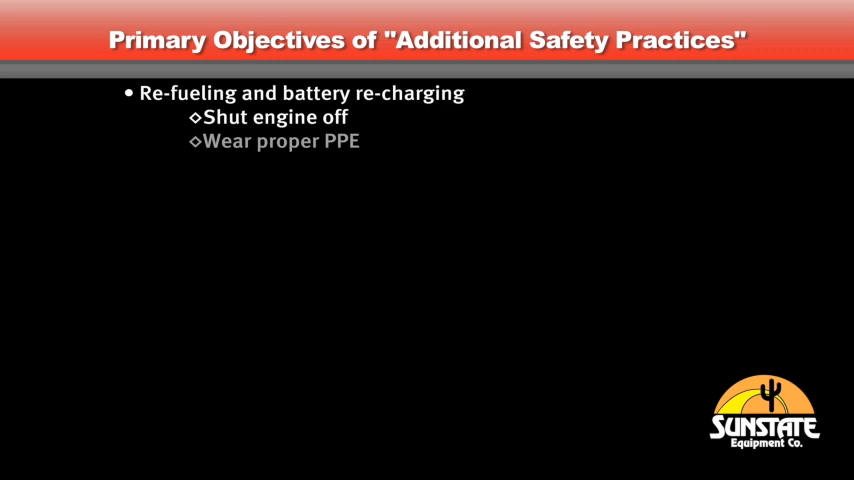 Primary Objectives of "Additional Safety Practices"
• Re-fueling and battery re-charging
◇Shut engine off
◇Wear proper PPE
SUNSTATE
Equipment Co.